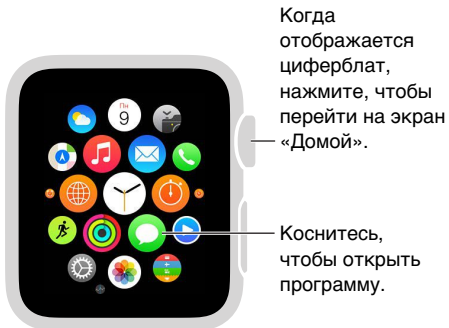 Когда
отображается
циферблат,
нажмите, чтобы
перейти на экран
«Домой».
Пн
9
Коснитесь,
чтобы открыть
программу.